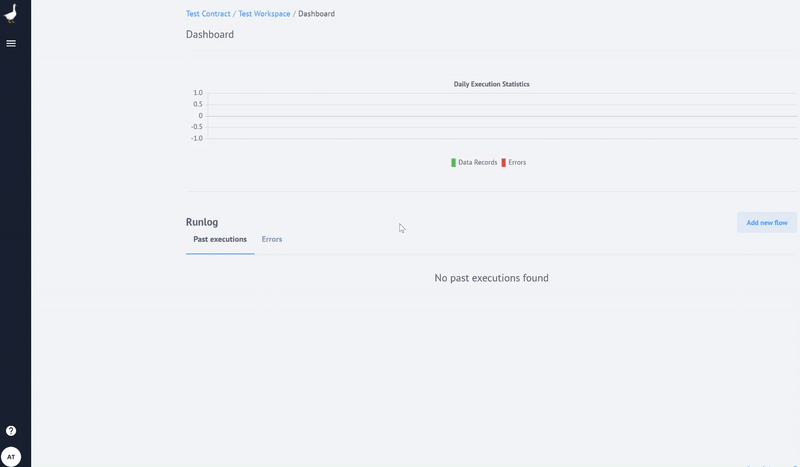 Test Contract / Test Workspace / Dashboard
Dashboard
Daily Execution Statistics
1.0
0.5
0
-0.5
-1.0
Data Records Errors
Runlog
Add new flow
Past executions Errors
No past executions found
?
AT